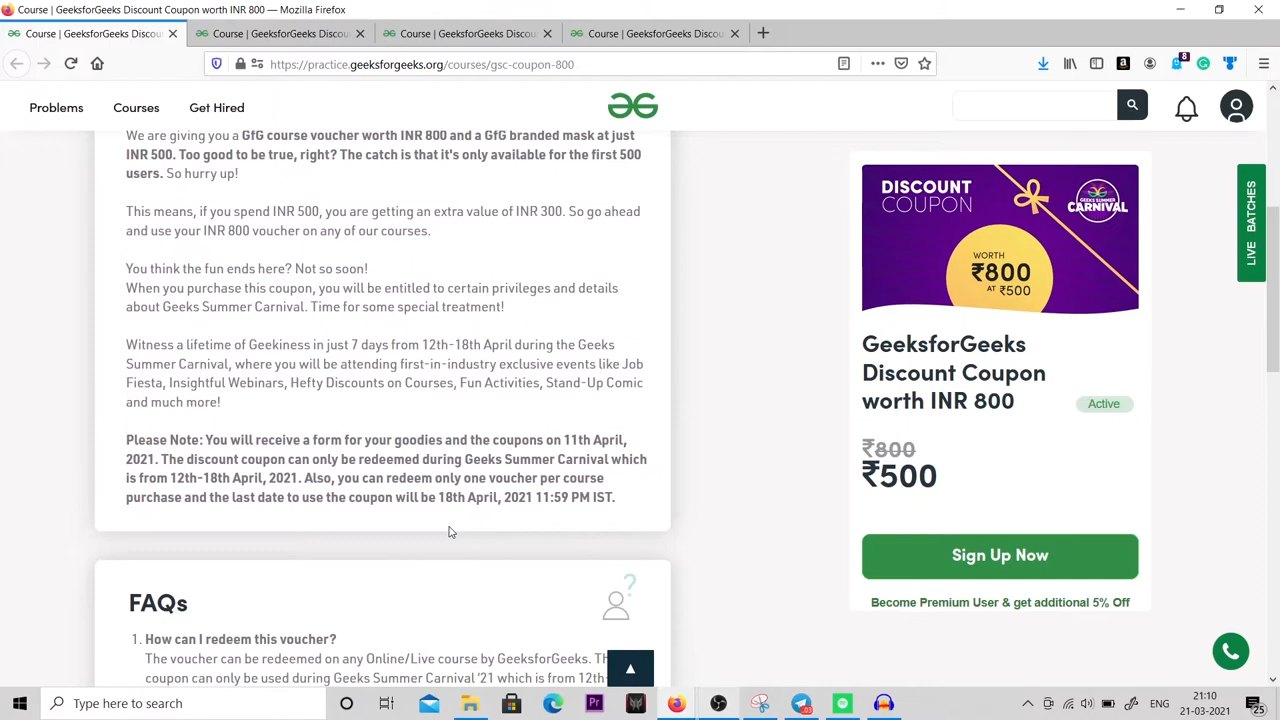 Course | GeeksforGeeks Discount Coupon worth INR 800 — Mozilla Firefox
Course | GeeksforGeeks Discou
Course | GeeksforGeeks Discou
Course | GeeksforGeeks Discou
Course | GeeksforGeeks Discou
https://practice.geeksforgeeks.org/courses/gsc-coupon-800
8
Problems
Courses
Get Hired
We are giving you a GfG course voucher worth INR 800 and a GfG branded mask at just
INR 500. Too good to be true, right? The catch is that it's only available for the first 500
users. So hurry up!
This means, if you spend INR 500, you are getting an extra value of INR 300. So go ahead
and use your INR 800 voucher on any of our courses.
You think the fun ends here? Not so soon!
When you purchase this coupon, you will be entitled to certain privileges and details
about Geeks Summer Carnival. Time for some special treatment!
Witness a lifetime of Geekiness in just 7 days from 12th-18th April during the Geeks
Summer Carnival, where you will be attending first-in-industry exclusive events like Job
Fiesta, Insightful Webinars, Hefty Discounts on Courses, Fun Activities, Stand-Up Comic
and much more!
Please Note: You will receive a form for your goodies and the coupons on 11th April,
2021. The discount coupon can only be redeemed during Geeks Summer Carnival which
is from 12th-18th April, 2021. Also, you can redeem only one voucher per course
purchase and the last date to use the coupon will be 18th April, 2021 11:59 PM IST.
FAQs
?
1. How can I redeem this voucher?
The voucher can be redeemed on any Online/Live course by GeeksforGeeks. Th
coupon can only be used during Geeks Summer Carnival '21 which is from 12th-
DISCOUNT
COUPON
GEEKS SUMMER
CARNIVAL
WORTH
₹800
AT ₹500
GeeksforGeeks
Discount Coupon
worth INR 800
Active
₹800
₹500
Sign Up Now
Become Premium User & get additional 5% Off
LIVE BATCHES
Type here to search
Pr
ENG
21:10
21-03-2021
25